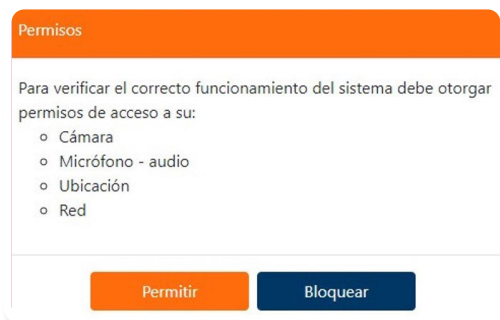 Permisos
Para verificar el correcto funcionamiento del sistema debe otorgar
permisos de acceso a su:
Cámara
Micrófono - audio
Ubicación
Red
Permitir
Bloquear